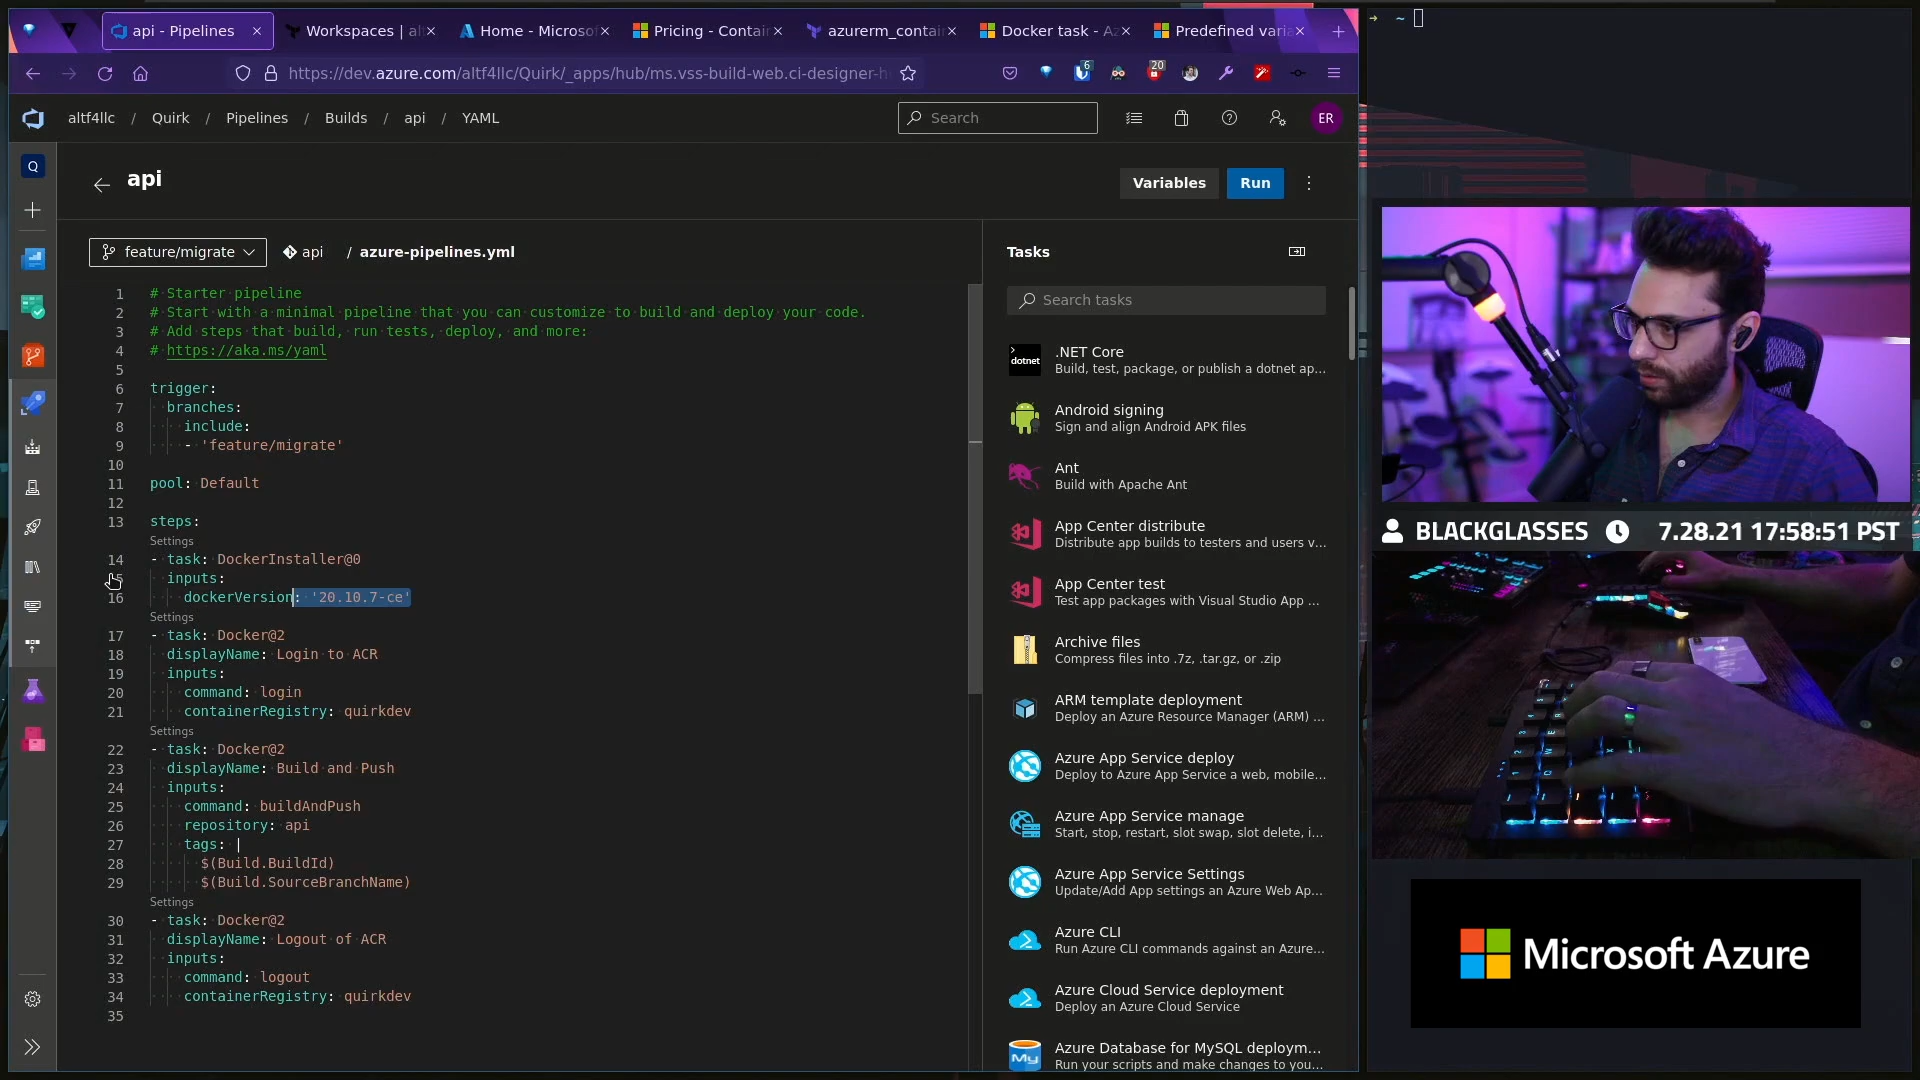 api - Pipelines
Workspaces | al
Home - Microsof
Pricing - Contai
azurerm_contai
Docker task - Az
Predefined varia
https://dev.azure.com/altf4llc/Quirk/_apps/hub/ms.vss-build-web.ci-designer-h
6
20
altf4llc / Quirk / Pipelines / Builds / api / YAML
Search
ER
Q
api
Variables
Run
feature/migrate
api
/ azure-pipelines.yml
1 # Starter pipeline
2 # Start with a minimal pipeline that you can customize to build and deploy your code.
3 # Add steps that build, run tests, deploy, and more:
4 # https://aka.ms/yaml
5
6 trigger:
7 branches:
8 include:
9 - 'feature/migrate'
10
11 pool: Default
12
13 steps:
Settings
14 - task: DockerInstaller@0
15 inputs:
16 dockerVersion: '20.10.7-ce'
Settings
17 - task: Docker@2
18 displayName: Login to ACR
19 inputs:
20 command: login
21 containerRegistry: quirkdev
Settings
22 - task: Docker@2
23 displayName: Build and Push
24 inputs:
25 command: buildAndPush
26 repository: api
27 tags: |
28 $(Build.BuildId)
29 $(Build.SourceBranchName)
Settings
30 - task: Docker@2
31 displayName: Logout of ACR
32 inputs:
33 command: logout
34 containerRegistry: quirkdev
35
Tasks
Search tasks
dotnet
.NET Core
Build, test, package, or publish a dotnet ap...
Android signing
Sign and align Android APK files
Ant
Build with Apache Ant
App Center distribute
Distribute app builds to testers and users v...
App Center test
Test app packages with Visual Studio App ...
Archive files
Compress files into .7z, .tar.gz, or .zip
ARM template deployment
Deploy an Azure Resource Manager (ARM) ...
Azure App Service deploy
Deploy to Azure App Service a web, mobile...
Azure App Service manage
Start, stop, restart, slot swap, slot delete, i...
Azure App Service Settings
Update/Add App settings an Azure Web Ap...
Azure CLI
Run Azure CLI commands against an Azure...
Azure Cloud Service deployment
Deploy an Azure Cloud Service
My
Azure Database for MySQL deploym...
Run your scripts and make changes to you...
→ ~
BLACKGLASSES
7.28.21 17:58:51 PST
Microsoft Azure